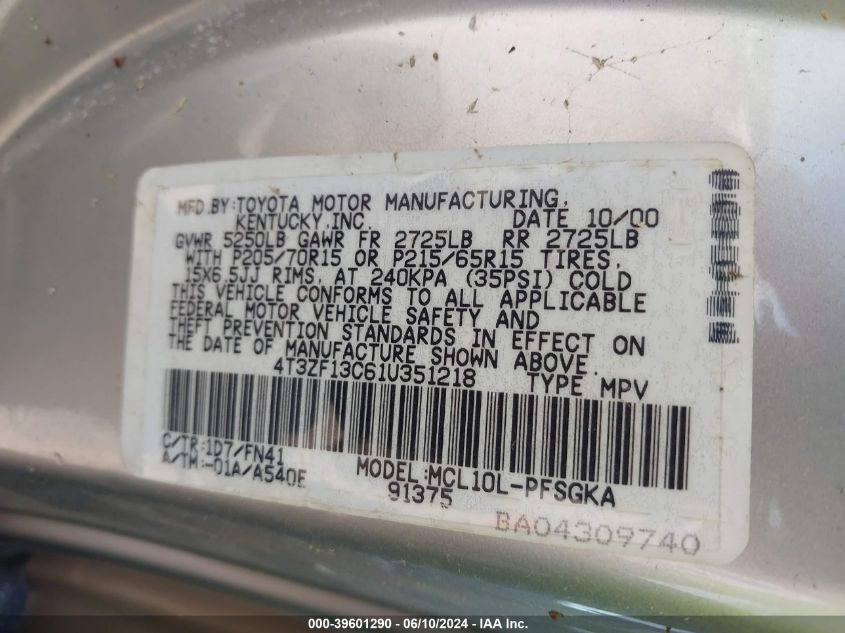 MFD.BY:TOYOTA MOTOR MANUFACTURING,
KENTUCKY,INC. DATE 10/00
GVWR 5250LB GAWR FR 2725LB RR 2725LB
WITH P205/70R15 OR P215/65R15 TIRES,
15X6.5JJ RIMS, AT 240KPA (35PSI) COLD
THIS VEHICLE CONFORMS TO ALL APPLICABLE
FEDERAL MOTOR VEHICLE SAFETY AND
THEFT PREVENTION STANDARDS IN EFFECT ON
THE DATE OF MANUFACTURE SHOWN ABOVE.
4T3ZF13C61U351218 TYPE MPV
C/TR:1D7/FN41
A/TM:-01A/A540E
MODEL:MCL10L-PFSGKA
91375
BA04309740
000-39601290 - 06/10/2024 - IAA Inc.